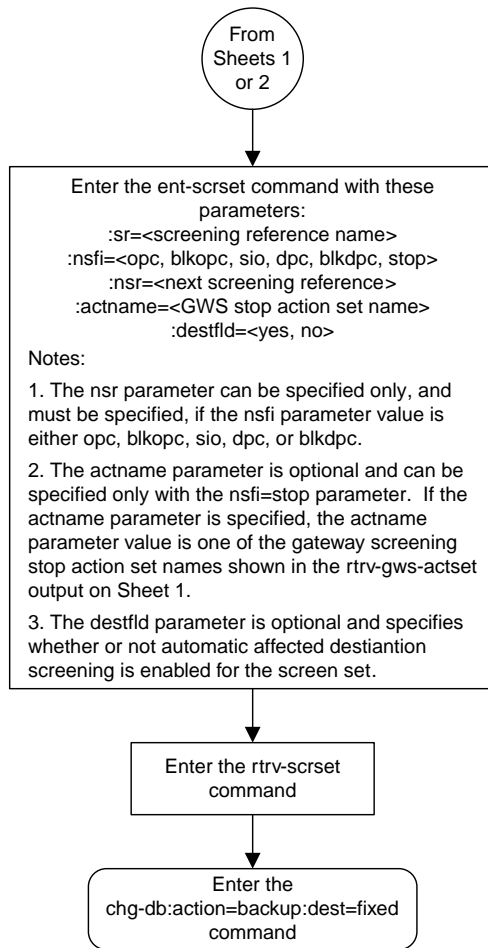 From
Sheets 1
or 2
Enter the ent-scrset command with these
parameters:
:sr=<screening reference name>
:nsfi=<opc, blkopc, sio, dpc, blkdpc, stop>
:nsr=<next screening reference>
:actname=<GWS stop action set name>
:destfld=<yes, no>
Notes:
1. The nsr parameter can be specified only, and
must be specified, if the nsfi parameter value is
either opc, blkopc, sio, dpc, or blkdpc.
2. The actname parameter is optional and can be
specified only with the nsfi=stop parameter.  If the
actname parameter is specified, the actname
parameter value is one of the gateway screening
stop action set names shown in the rtrv-gws-actset
output on Sheet 1.
3. The destfld parameter is optional and specifies
whether or not automatic affected destiantion
screening is enabled for the screen set.
Enter the rtrv-scrset
command
Enter the
chg-db:action=backup:dest=fixed
command